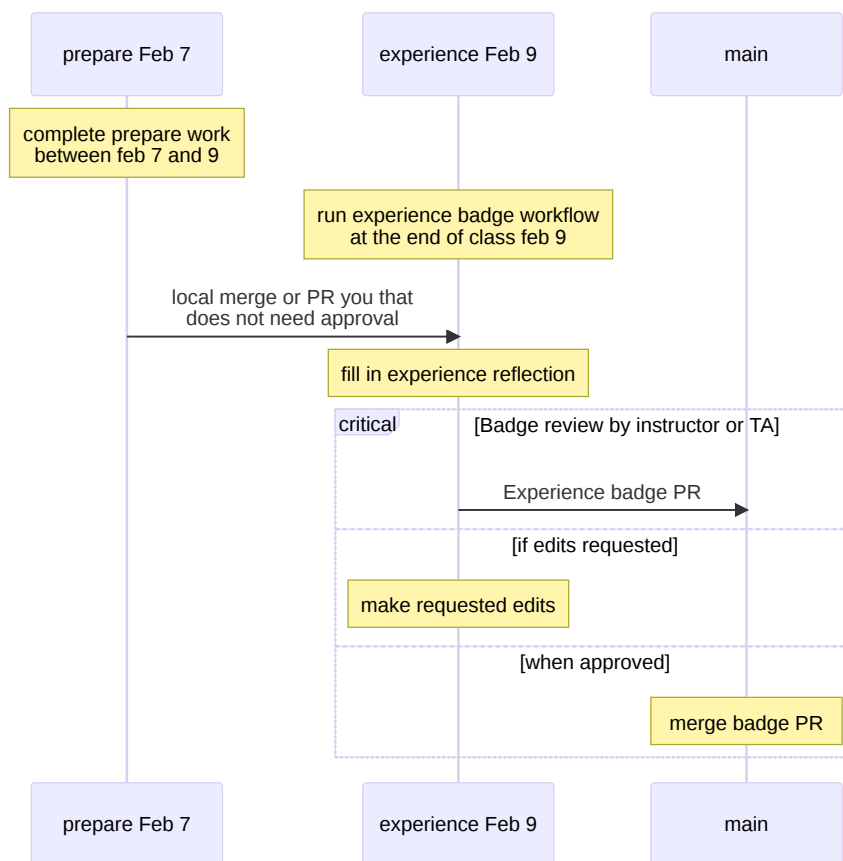 prepare Feb 7
experience Feb 9
main
complete prepare work
between feb 7 and 9
run experience badge workflow
at the end of class feb 9
local merge or PR you that
does not need approval
fill in experience reflection
critical
[Badge review by instructor or TA]
Experience badge PR
[if edits requested]
make requested edits
[when approved]
merge badge PR
prepare Feb 7
experience Feb 9
main